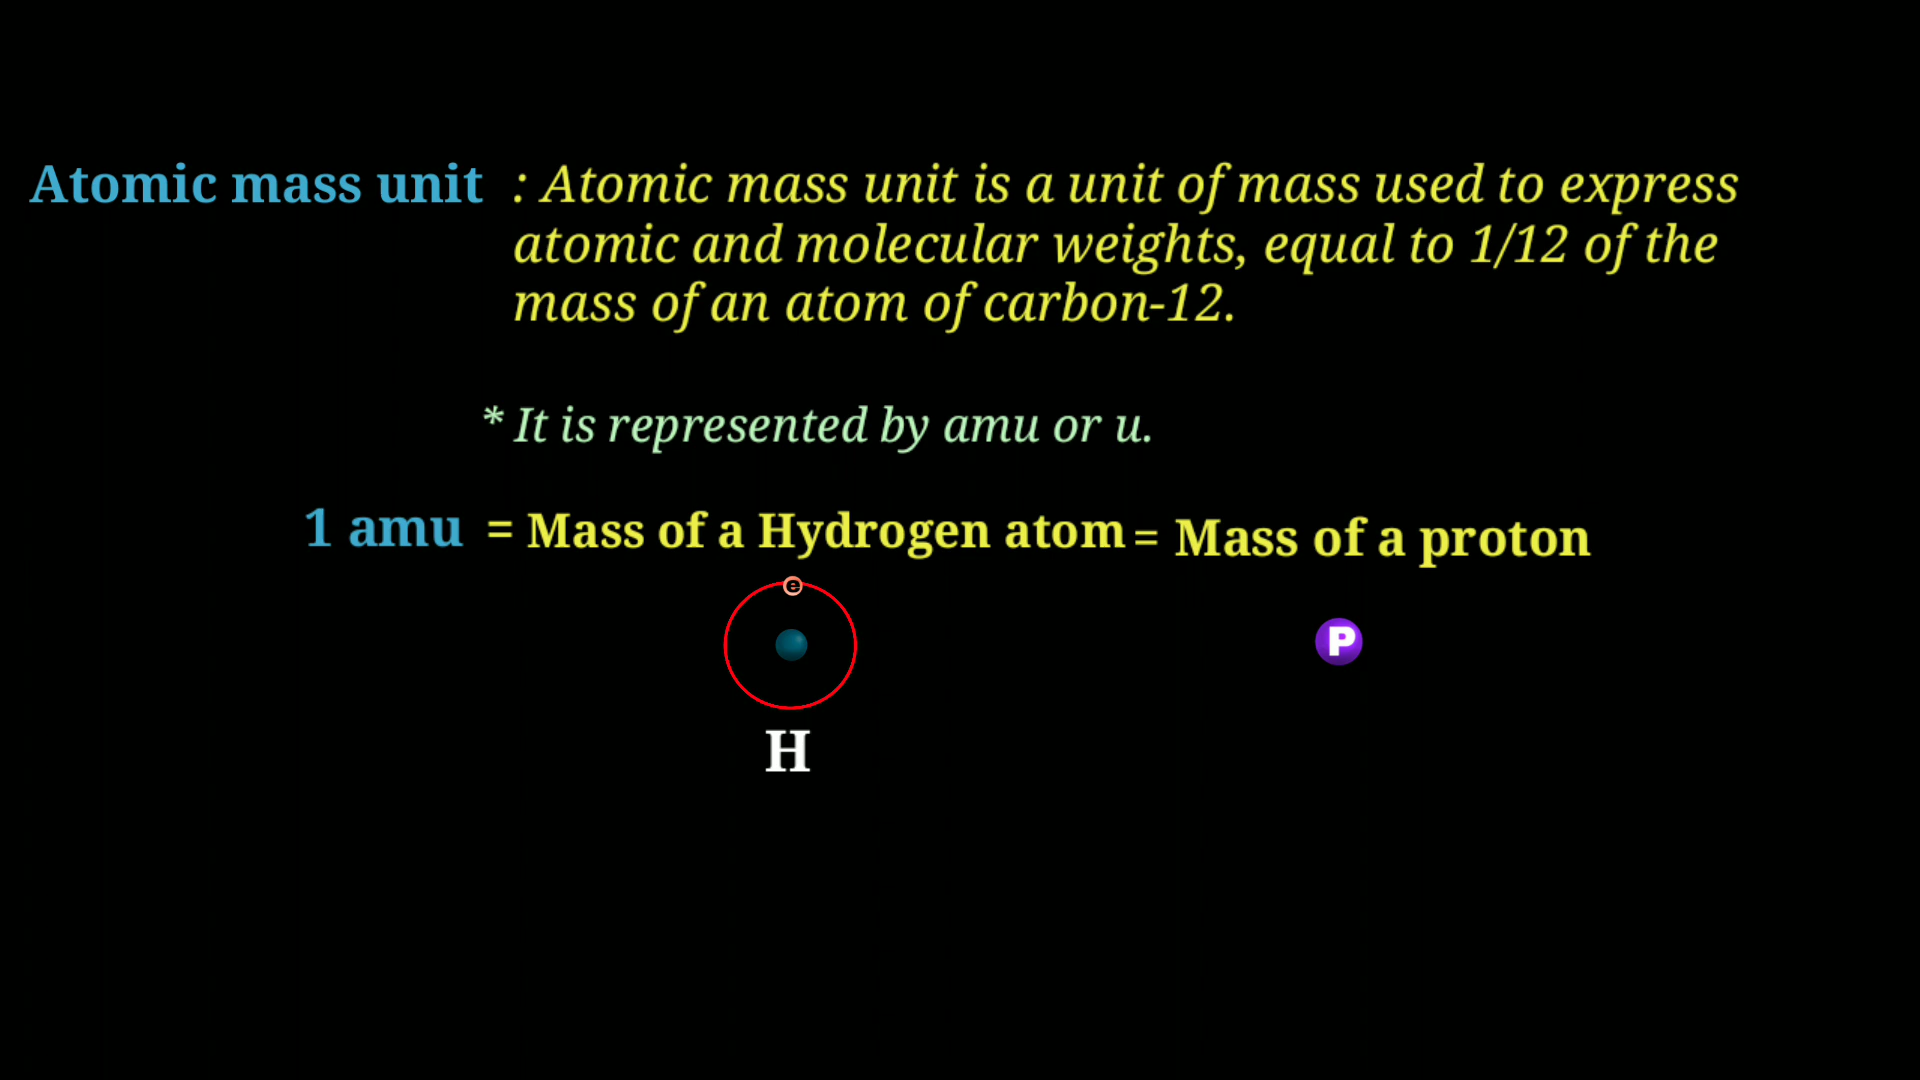 Atomic mass unit : Atomic mass unit is a unit of mass used to express
atomic and molecular weights, equal to 1/12 of the
mass of an atom of carbon-12.
* It is represented by amu or u.
1 amu = Mass of a Hydrogen atom = Mass of a proton
e
P
H